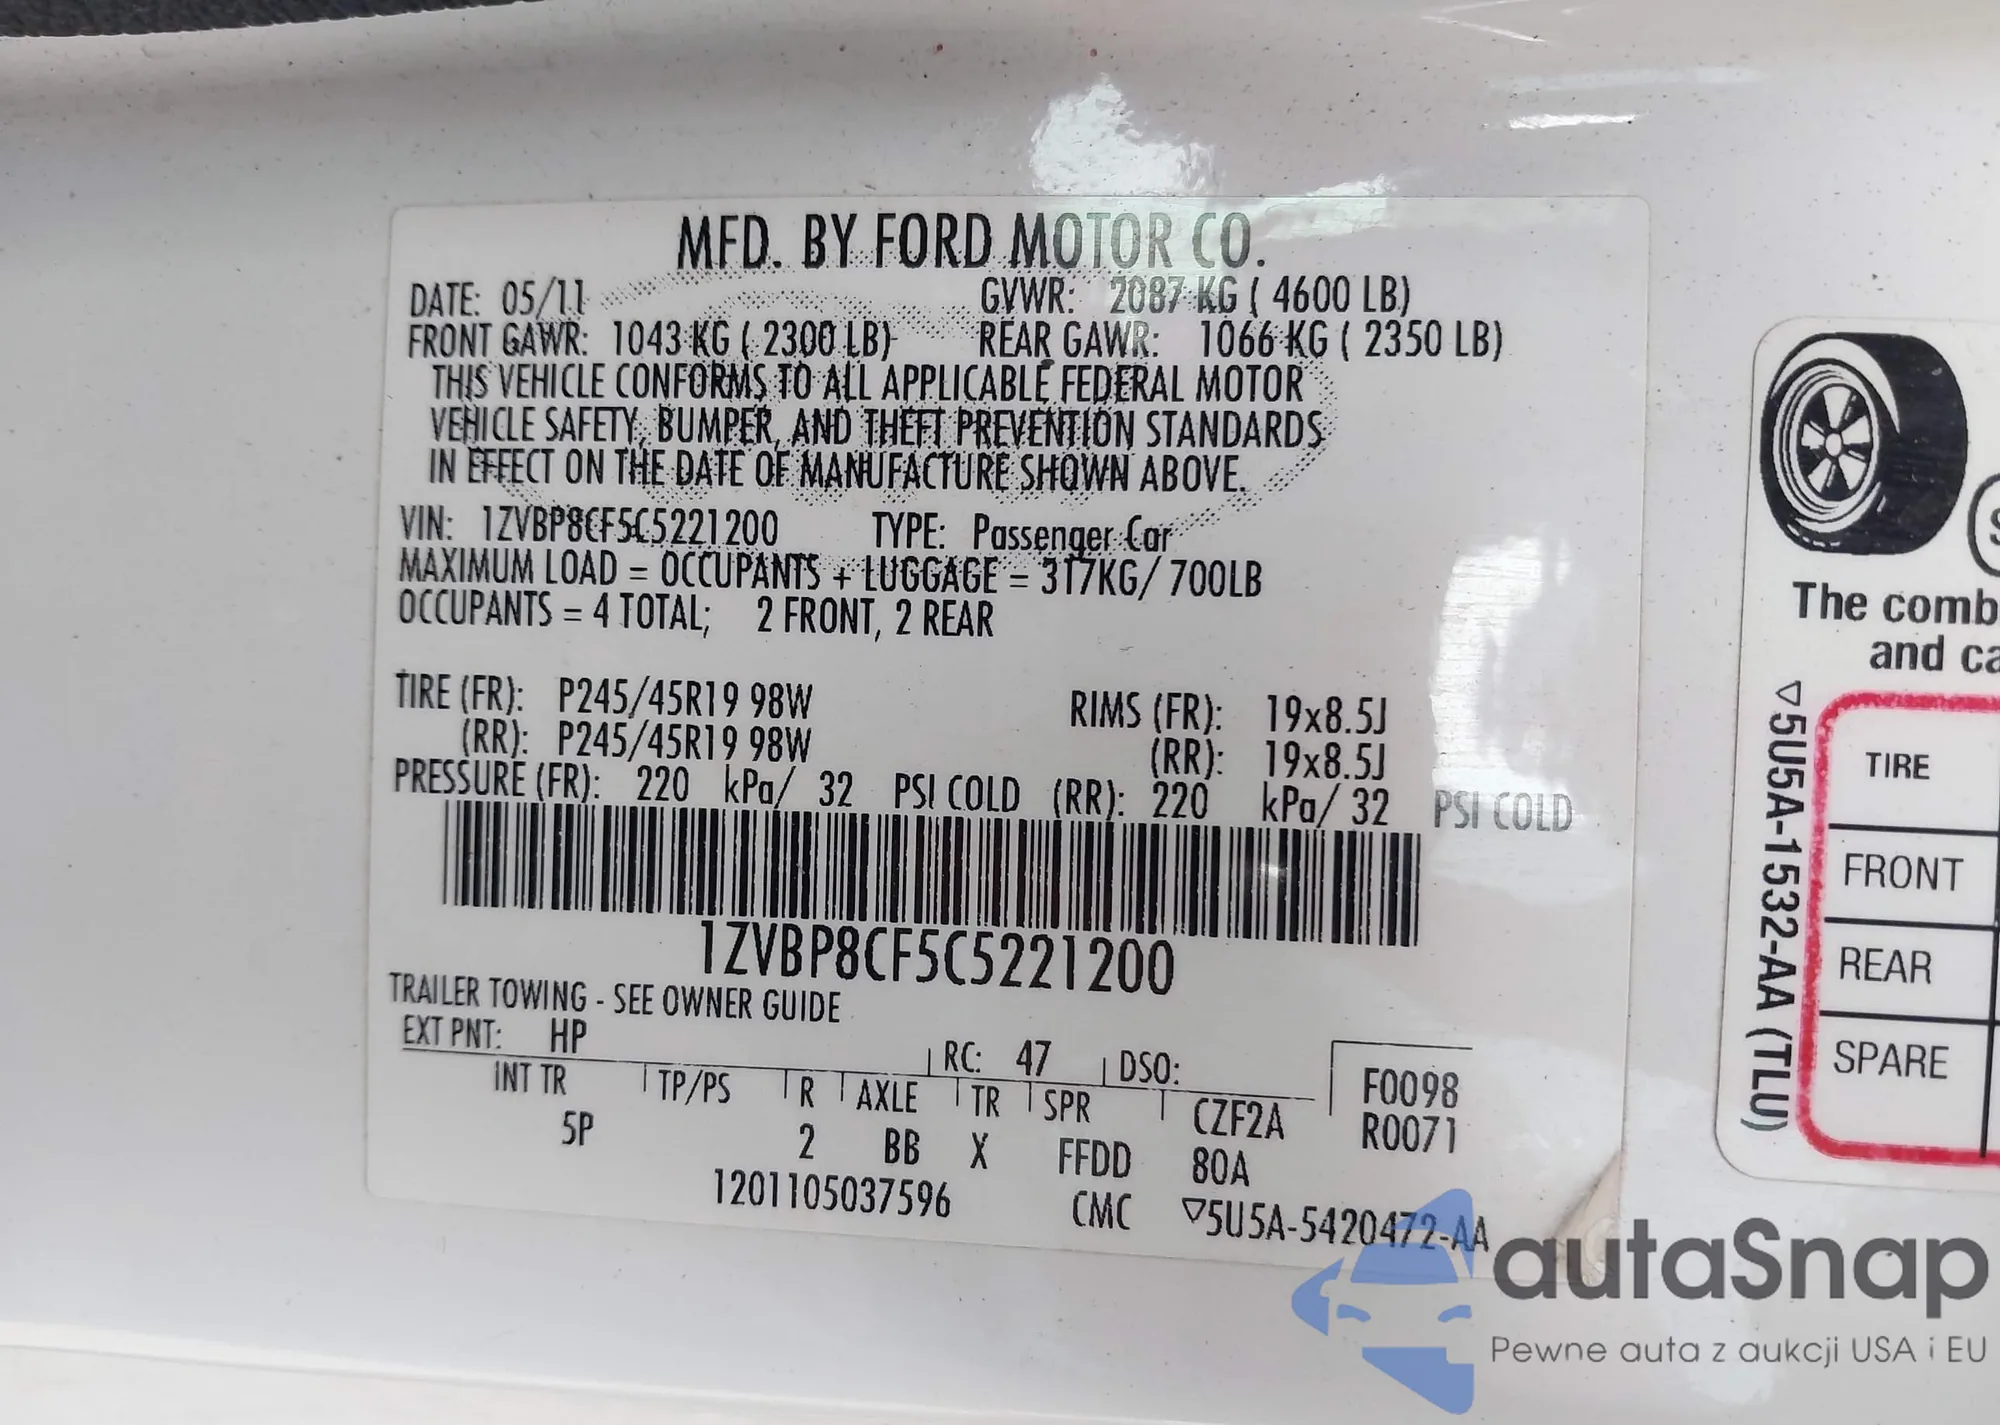 MFD. BY FORD MOTOR CO.
DATE: 05/11 GVWR: 2087 KG ( 4600 LB)
FRONT GAWR: 1043 KG ( 2300 LB) REAR GAWR: 1066 KG ( 2350 LB)
THIS VEHICLE CONFORMS TO ALL APPLICABLE FEDERAL MOTOR
VEHICLE SAFETY, BUMPER, AND THEFT PREVENTION STANDARDS
IN EFFECT ON THE DATE OF MANUFACTURE SHOWN ABOVE.
VIN: 1ZVBP8CF5C5221200 TYPE: Passenger Car
MAXIMUM LOAD = OCCUPANTS + LUGGAGE = 317KG/ 700LB
OCCUPANTS = 4 TOTAL; 2 FRONT, 2 REAR
TIRE (FR): P245/45R19 98W RIMS (FR): 19x8.5J
(RR): P245/45R19 98W (RR): 19x8.5J
PRESSURE (FR): 220 kPa/ 32 PSI COLD (RR): 220 kPa/ 32 PSI COLD
1ZVBP8CF5C5221200
TRAILER TOWING - SEE OWNER GUIDE
EXT PNT: HP RC: 47 DSO:
INT TR TP/PS R AXLE TR SPR CZF2A F0098
5P 2 BB X FFDD 80A R0071
1201105037596 CMC ▽5U5A-5420472-AA
The comb
and ca
▽5U5A-1532-AA (TLU)
TIRE
FRONT
REAR
SPARE
autaSnap
Pewne auta z aukcji USA i EU